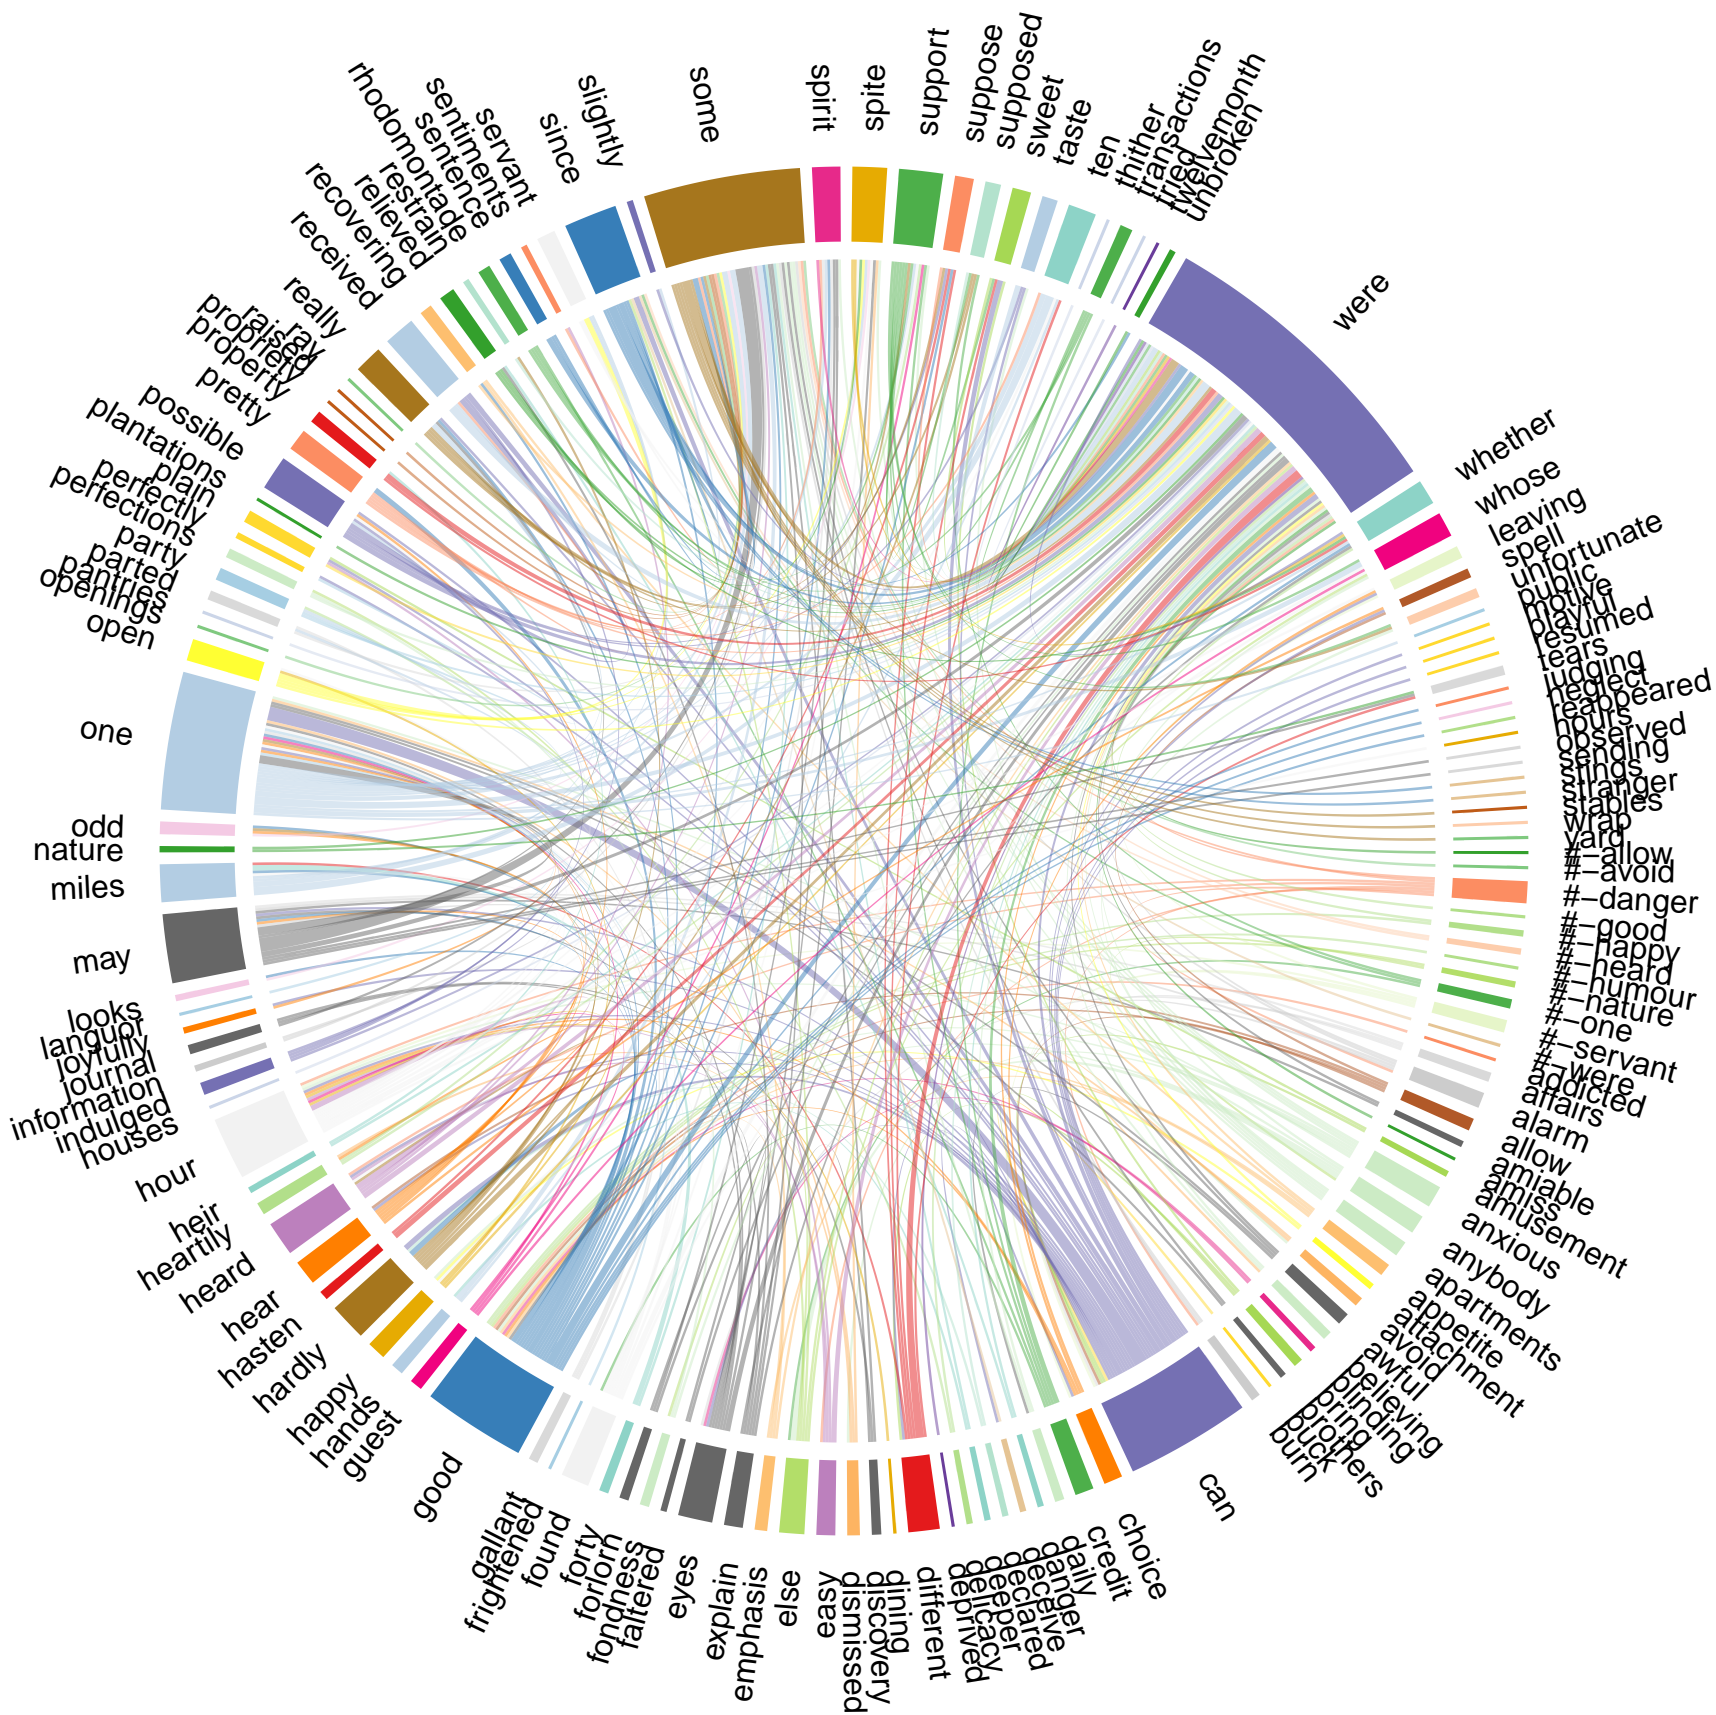 were
whether
whose
leaving
spell
unfortunate
public
motive
playful
resumed
tears
judging
neglect
reappeared
hours
observed
sending
stings
stranger
stables
wrap
yard
#-allow
#-avoid
#-danger
#-good
#-happy
#-heard
#-humour
#-nature
#-one
#-servant
#-were
addicted
affairs
alarm
allow
amiable
amiss
amusement
anxious
anybody
apartments
appetite
attachment
avoid
awful
believing
blinding
bring
brothers
buck
burn
can
choice
credit
daily
danger
deceive
declared
deeper
delicacy
deprived
different
dining
discovery
dismissed
easy
else
emphasis
explain
eyes
faltered
fondness
forlorn
forty
found
frightened
gallant
good
guest
hands
happy
hardly
hasten
hear
heard
heartily
heir
hour
houses
indulged
information
journal
joyfully
languor
looks
may
miles
nature
odd
one
open
openings
pantries
parted
party
perfections
perfectly
plain
plantations
possible
pretty
property
propriety
raised
ray
really
received
recovering
relieved
restrain
rhodomontade
sentence
sentiments
servant
since
slightly
some
spirit
spite
support
suppose
supposed
sweet
taste
ten
thither
transactions
tried
twelvemonth
unbroken